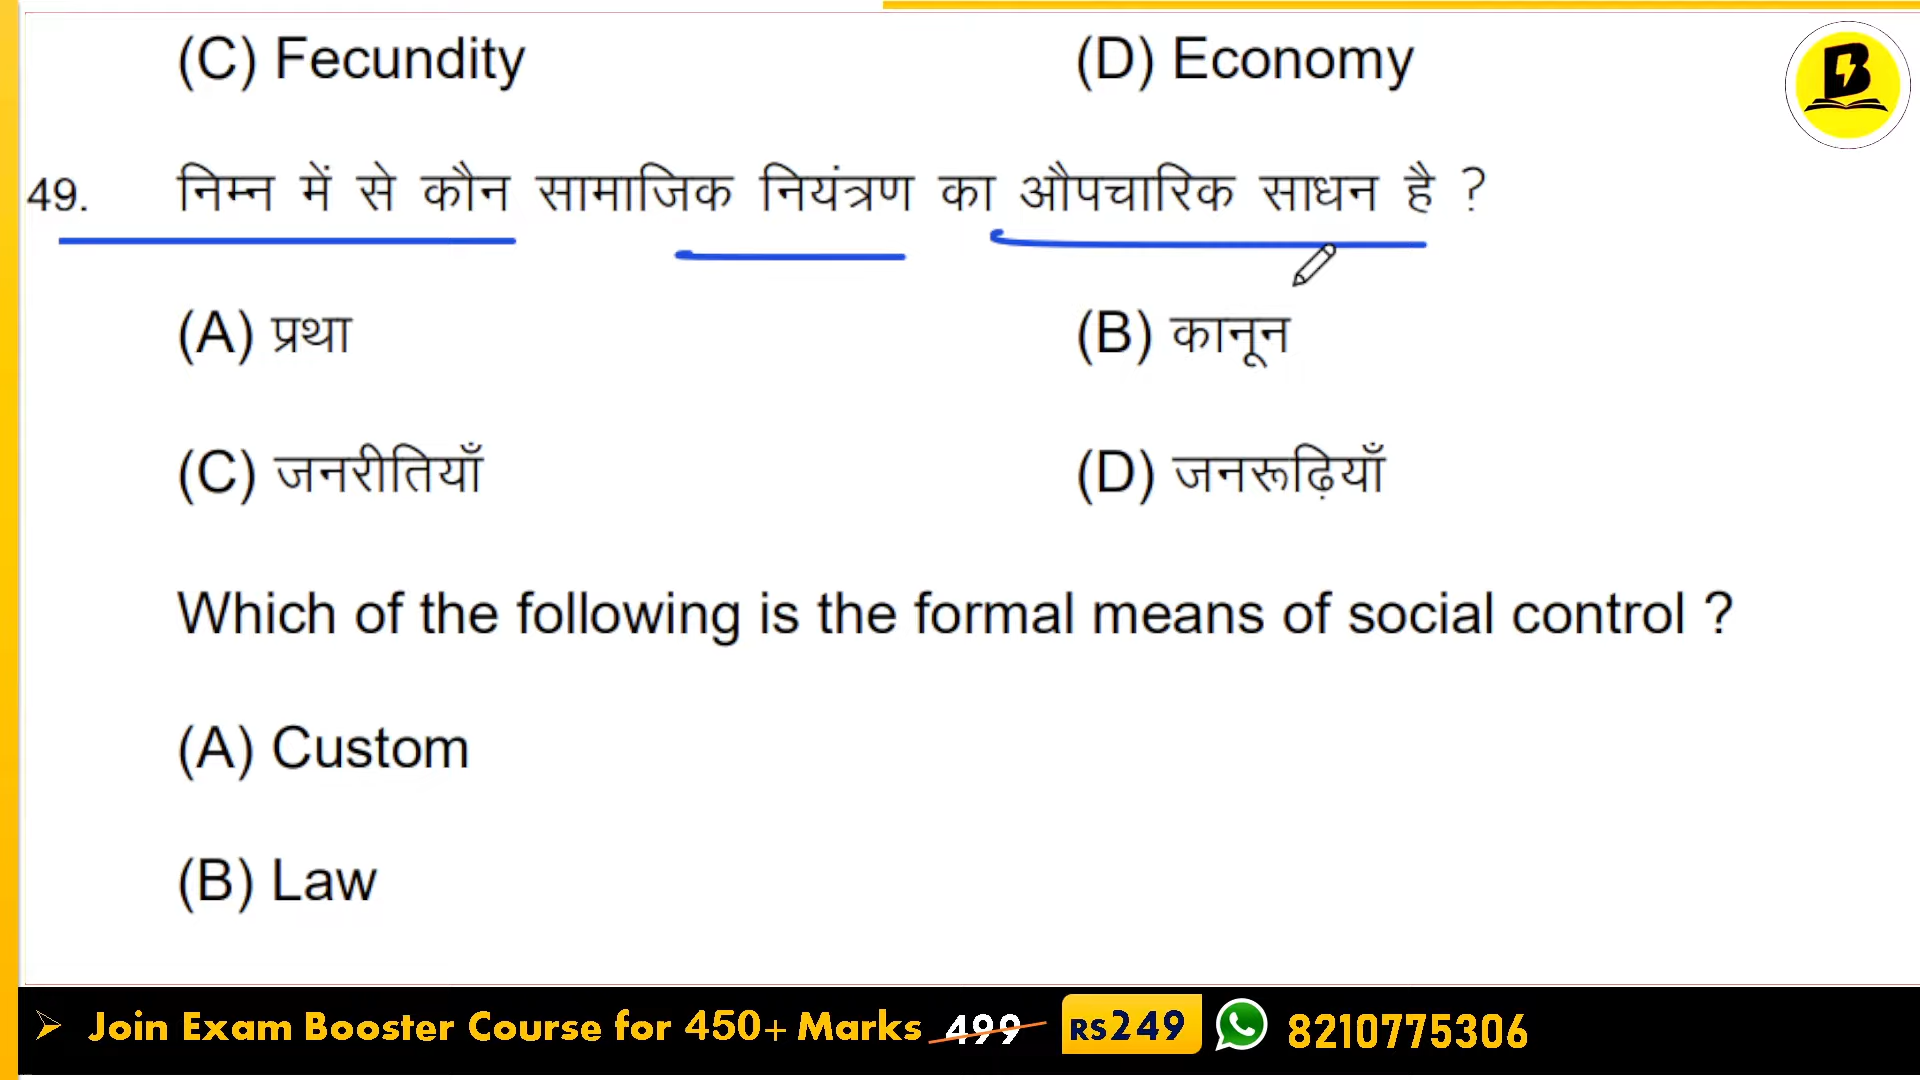 (C) Fecundity (D) Economy
49. निम्न में से कौन सामाजिक नियंत्रण का औपचारिक साधन है ?
(A) प्रथा (B) कानून
(C) जनरीतियाँ (D) जनरूढ़ियाँ
Which of the following is the formal means of social control ?
(A) Custom
(B) Law
➢ Join Exam Booster Course for 450+ Marks 499 RS249 8210775306